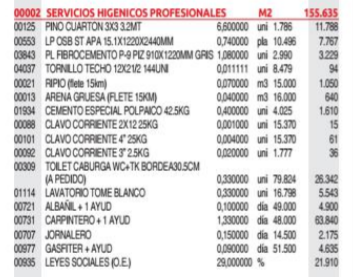 00002 SERVICIOS HIGENICOS PROFESIONALES M2 155.635
00125 PINO CUARTON 3X3 3.2MT 6,600000 uni 1.786 11.788
00553 LP OSB ST APA 15.1X1220X2440MM 0,740000 pla 10.496 7.767
03843 PL FIBROCEMENTO P-9 PIZ 910X1220MM GRIS 1,080000 uni 2.990 3.229
04037 TORNILLO TECHO 12X21/2 144UNI 0,011111 uni 8.479 94
00021 RIPIO (flete 15km) 0,070000 m3 15.000 1.050
00013 ARENA GRUESA (FLETE 15KM) 0,040000 m3 16.000 640
01934 CEMENTO ESPECIAL POLPAICO 42.5KG 0,400000 uni 4.025 1.610
00088 CLAVO CORRIENTE 2X12 25KG 0,001000 uni 15.370 15
00101 CLAVO CORRIENTE 4" 25KG 0,004000 uni 15.370 61
00092 CLAVO CORRIENTE 3" 2.5KG 0,020000 uni 1.777 36
00309 TOILET CABURGA WC+TK BORDEA30.5CM
(A PEDIDO) 0,330000 uni 79.824 26.342
01114 LAVATORIO TOME BLANCO 0,330000 uni 16.798 5.543
00721 ALBAÑIL + 1 AYUD 0,100000 día 49.000 4.900
00731 CARPINTERO + 1 AYUD 1,330000 día 48.000 63.840
00707 JORNALERO 0,150000 día 14.500 2.175
00977 GASFITER + AYUD 0,090000 día 51.500 4.635
00935 LEYES SOCIALES (O.E.) 29,000000 % 21.910